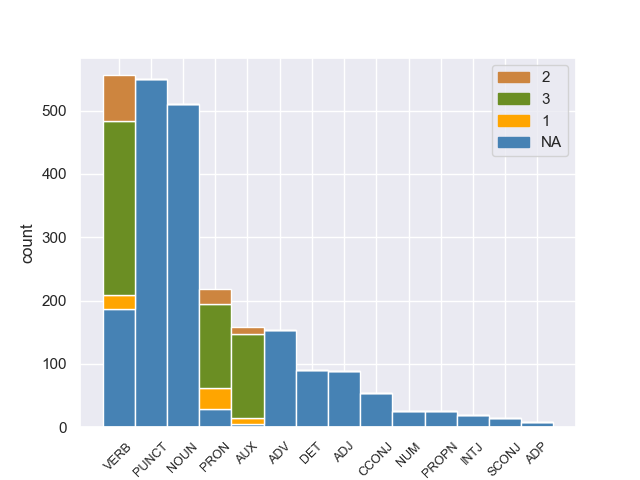 2
3
1
NA
500
400
300
200
100
0
count
VERB
PUNCT
NOUN
PRON
AUX
ADV
DET
ADJ
CCONJ
NUM
PROPN
INTJ
SCONJ
ADP